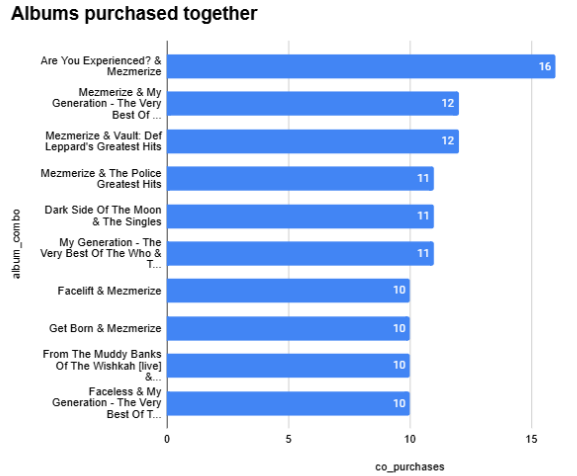 Albums purchased together
Are You Experienced? &
Mezmerize
16
Mezmerize & My
Generation - The Very
Best Of ...
12
Mezmerize & Vault: Def
Leppard's Greatest Hits
12
Mezmerize & The Police
Greatest Hits
11
Dark Side Of The Moon
& The Singles
11
My Generation - The
Very Best Of The Who &
T...
11
Facelift & Mezmerize
10
Get Born & Mezmerize
10
From The Muddy Banks
Of The Wishkah [live]
&...
10
Faceless & My
Generation - The Very
Best Of T...
10
album_combo
0
5
10
15
co_purchases